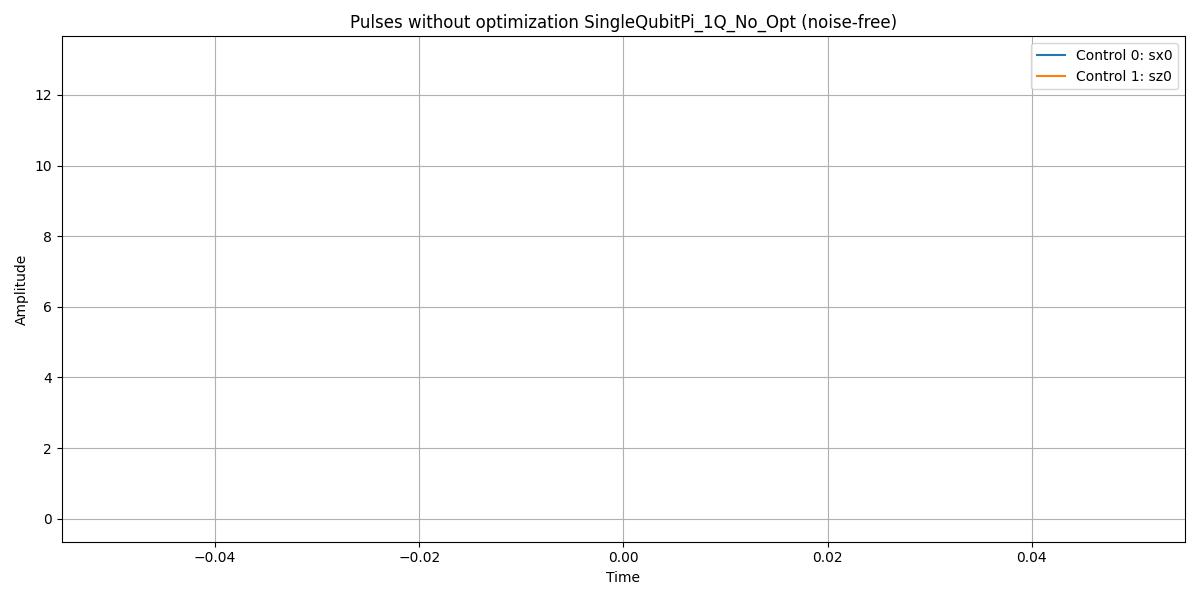 Pulses without optimization SingleQubitPi_1Q_No_Opt (noise-free)
Control 0: sx0
Control 1: sz0
12
10
8
6
4
2
0
Amplitude
−0.04
−0.02
0.00
0.02
0.04
Time